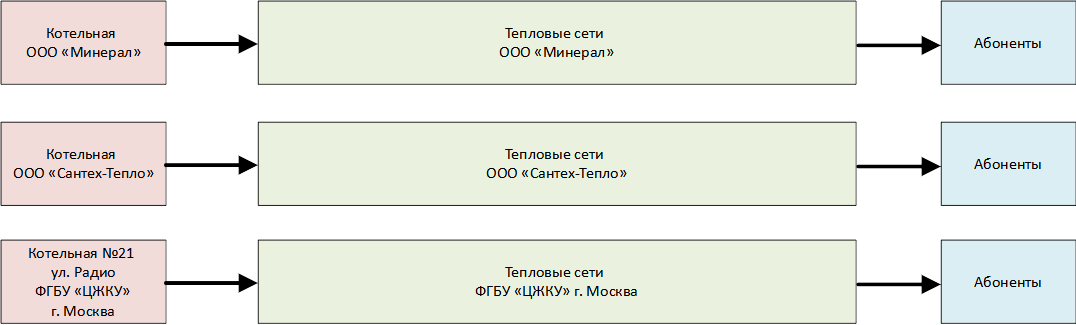 Котельная
ООО «Минерал»
Тепловые сети
ООО «Минерал»
Абоненты
Котельная
ООО «Сантех-Тепло»
Тепловые сети
ООО «Сантех-Тепло»
Абоненты
Котельная №21
ул. Радио
ФГБУ «ЦЖКУ»
г. Москва
Тепловые сети
ФГБУ «ЦЖКУ» г. Москва
Абоненты